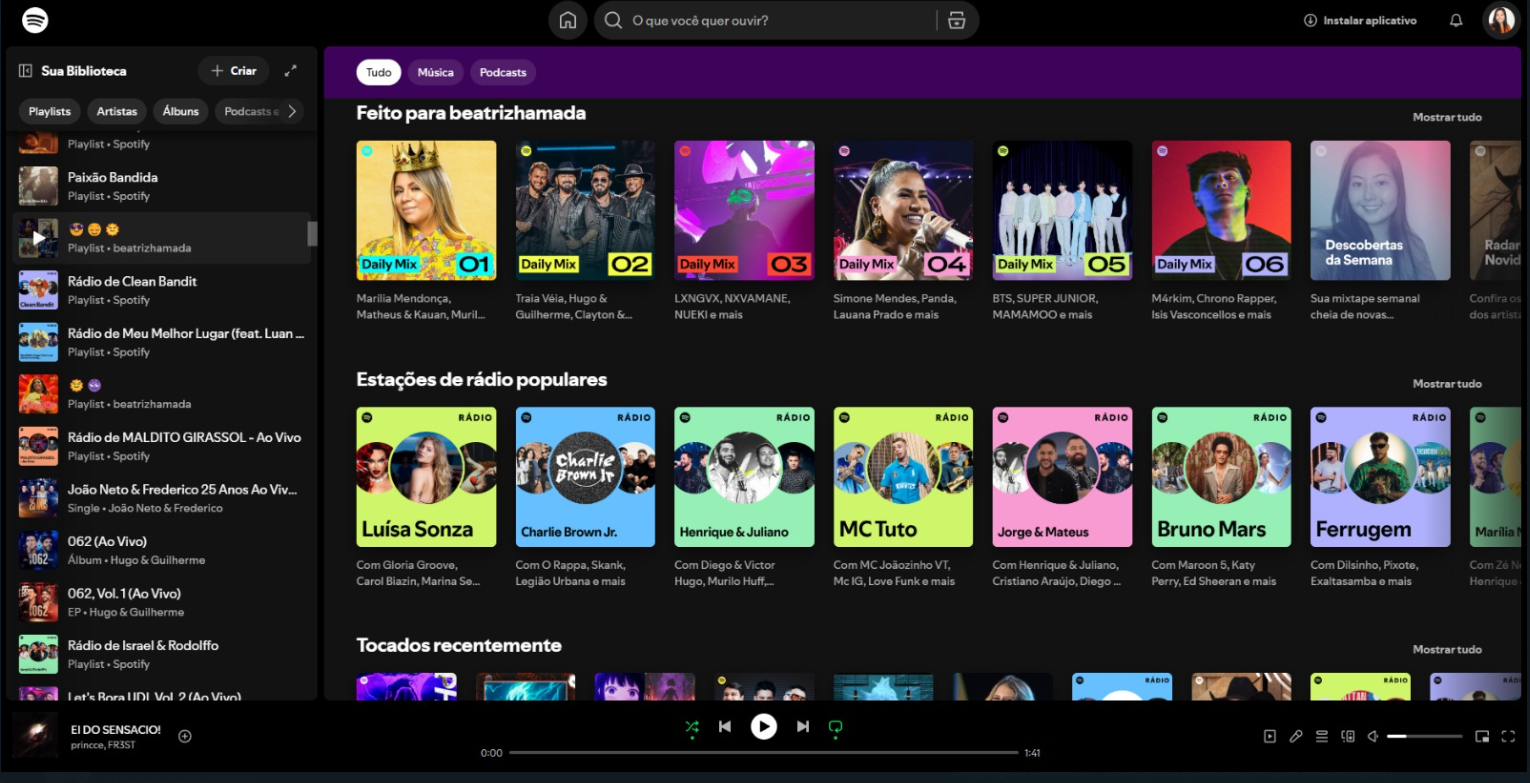 O que você quer ouvir?
Instalar aplicativo
Sua Biblioteca
Criar
Playlists
Artistas
Álbuns
Podcasts e
Playlist • Spotify
Paixão Bandida
Playlist • Spotify
Playlist • beatrizhamada
Rádio de Clean Bandit
Playlist • Spotify
Clean Bandit
Rádio de Meu Melhor Lugar (feat. Luan ...
Playlist • Spotify
Playlist • beatrizhamada
Rádio de MALDITO GIRASSOL - Ao Vivo
Playlist • Spotify
João Neto & Frederico 25 Anos Ao Viv...
Single • João Neto & Frederico
062 (Ao Vivo)
Álbum • Hugo & Guilherme
062, Vol. 1 (Ao Vivo)
EP • Hugo & Guilherme
Rádio de Israel & Rodolffo
Playlist • Spotify
Let's Bora UDI, Vol. 2 (Ao Vivo)
Tudo
Música
Podcasts
Feito para beatrizhamada
Mostrar tudo
Daily Mix 01
Daily Mix 02
Daily Mix 03
Daily Mix 04
Daily Mix 05
Daily Mix 06
Descobertas
da Semana
Radar
Novid
Marília Mendonça,
Matheus & Kauan, Muril...
Traia Véia, Hugo &
Guilherme, Clayton &...
LXNGVX, NXVAMANE,
NUEKI e mais
Simone Mendes, Panda,
Lauana Prado e mais
BTS, SUPER JUNIOR,
MAMAMOO e mais
M4rkim, Chrono Rapper,
Isis Vasconcellos e mais
Sua mixtape semanal
cheia de novas...
Confira os
dos artista
Estações de rádio populares
Mostrar tudo
RÁDIO
Luísa Sonza
RÁDIO
Charlie Brown Jr
Charlie Brown Jr.
RÁDIO
Henrique & Juliano
RÁDIO
MC Tuto
RÁDIO
Jorge & Mateus
RÁDIO
Bruno Mars
RÁDIO
Ferrugem
Marília
Com Gloria Groove,
Carol Biazin, Marina Se...
Com O Rappa, Skank,
Legião Urbana e mais
Com Diego & Victor
Hugo, Murilo Huff,...
Com MC Joãozinho VT,
Mc IG, Love Funk e mais
Com Henrique & Juliano,
Cristiano Araújo, Diego ...
Com Maroon 5, Katy
Perry, Ed Sheeran e mais
Com Dilsinho, Pixote,
Exaltasamba e mais
Com Zé N
Henrique
Tocados recentemente
Mostrar tudo
RÁDIO
RÁDIO
RÁDIO
EI DO SENSACIO!
princce, FR3ST
0:00
1:41